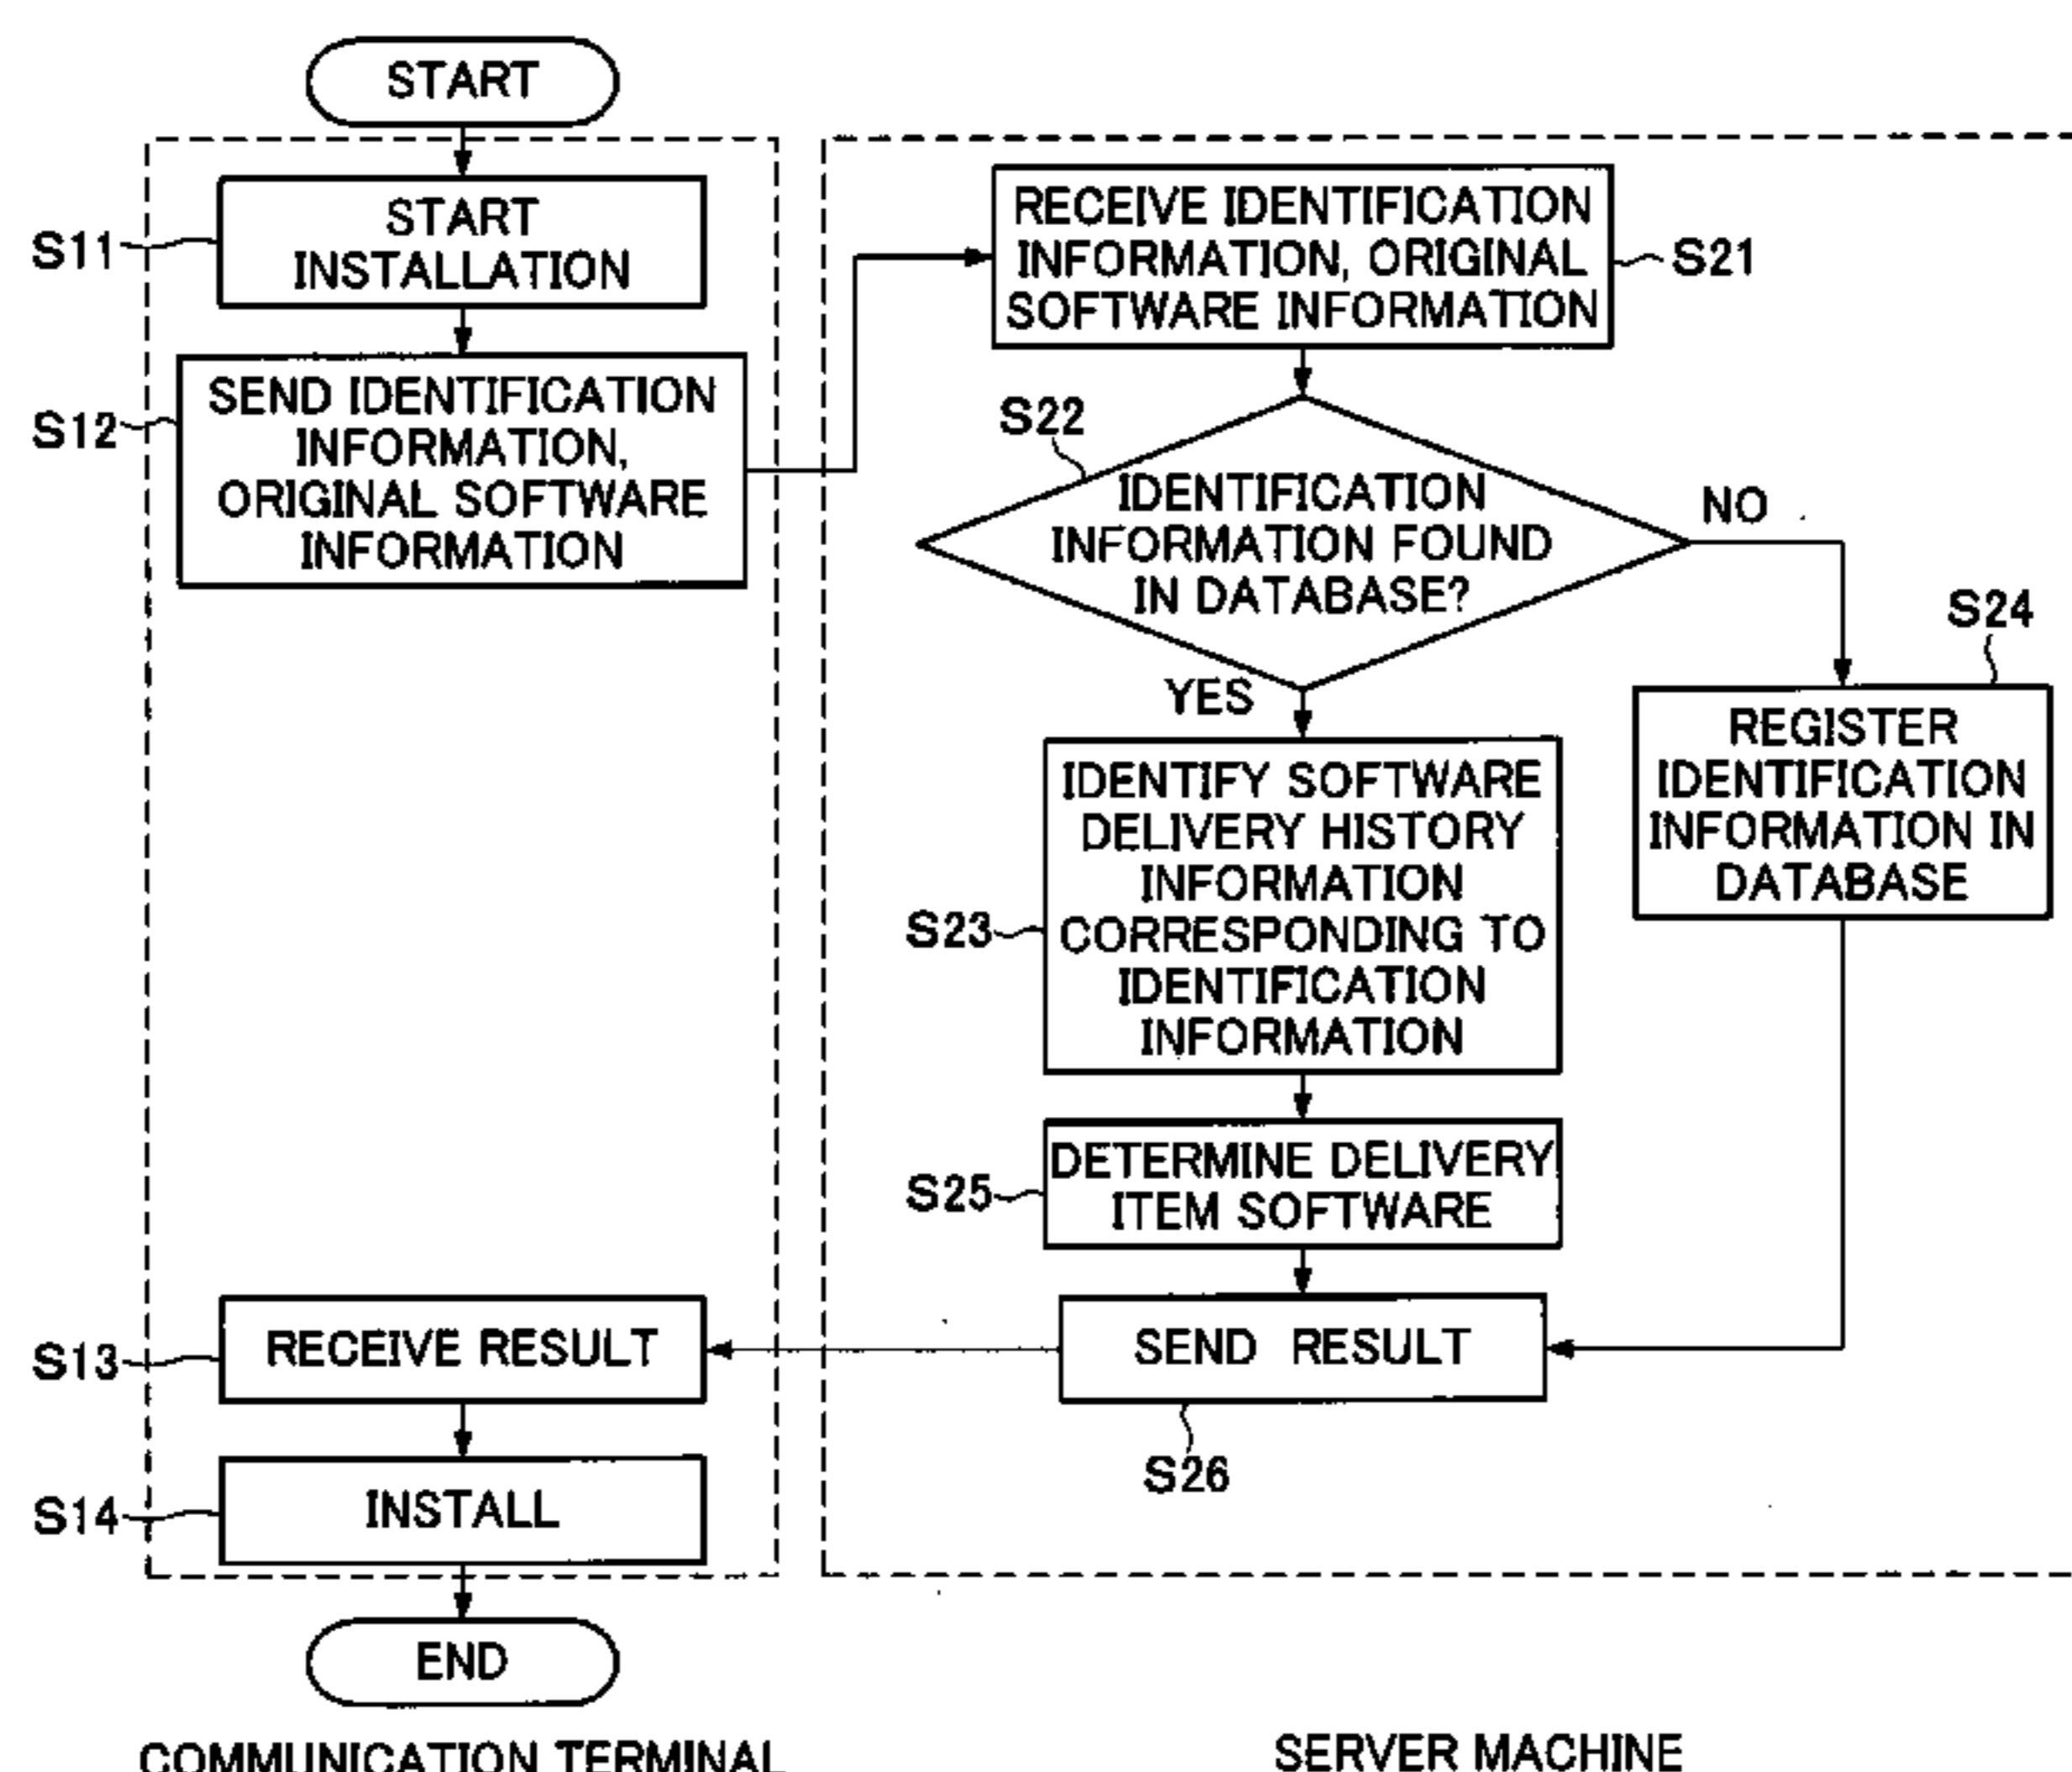 START
S11
START
INSTALLATION
S12
SEND IDENTIFICATION
INFORMATION,
ORIGINAL SOFTWARE
INFORMATION
RECEIVE IDENTIFICATION
INFORMATION, ORIGINAL
SOFTWARE INFORMATION
S21
S22
IDENTIFICATION
INFORMATION FOUND
IN DATABASE?
NO
YES
S24
REGISTER
IDENTIFICATION
INFORMATION IN
DATABASE
S23
IDENTIFY SOFTWARE
DELIVERY HISTORY
INFORMATION
CORRESPONDING TO
IDENTIFICATION
INFORMATION
S25
DETERMINE DELIVERY
ITEM SOFTWARE
S13
RECEIVE RESULT
SEND RESULT
S26
S14
INSTALL
END
COMMUNICATION TERMINAL
SERVER MACHINE